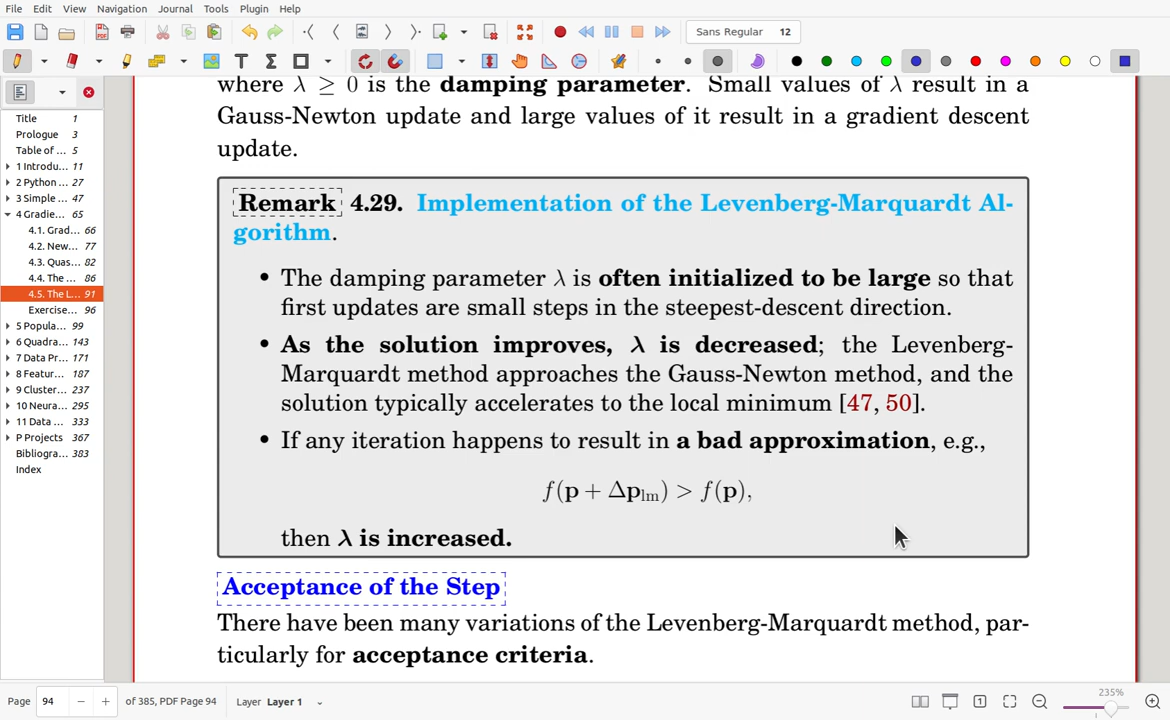 File Edit View Navigation Journal Tools Plugin Help
Sans Regular 12
Title 1
Prologue 3
Table of ... 5
1 Introdu... 11
2 Python ... 27
3 Simple ... 47
4 Gradie... 65
4.1. Grad... 66
4.2. New... 77
4.3. Quas... 82
4.4. The ... 86
4.5. The L... 91
Exercise... 96
5 Popula... 99
6 Quadra... 143
7 Data Pr... 171
8 Featur... 187
9 Cluster... 237
10 Neura... 295
11 Data ... 333
P Projects 367
Bibliogra... 383
Index
where λ ≥ 0 is the damping parameter. Small values of λ result in a
Gauss-Newton update and large values of it result in a gradient descent
update.
Remark 4.29. Implementation of the Levenberg-Marquardt Al-
gorithm.
• The damping parameter λ is often initialized to be large so that
first updates are small steps in the steepest-descent direction.
• As the solution improves, λ is decreased; the Levenberg-
Marquardt method approaches the Gauss-Newton method, and the
solution typically accelerates to the local minimum [47, 50].
• If any iteration happens to result in a bad approximation, e.g.,
f(p + Δp_lm) > f(p),
then λ is increased.
Acceptance of the Step
There have been many variations of the Levenberg-Marquardt method, par-
ticularly for acceptance criteria.
Page 94 − + of 385, PDF Page 94 Layer Layer 1 235%